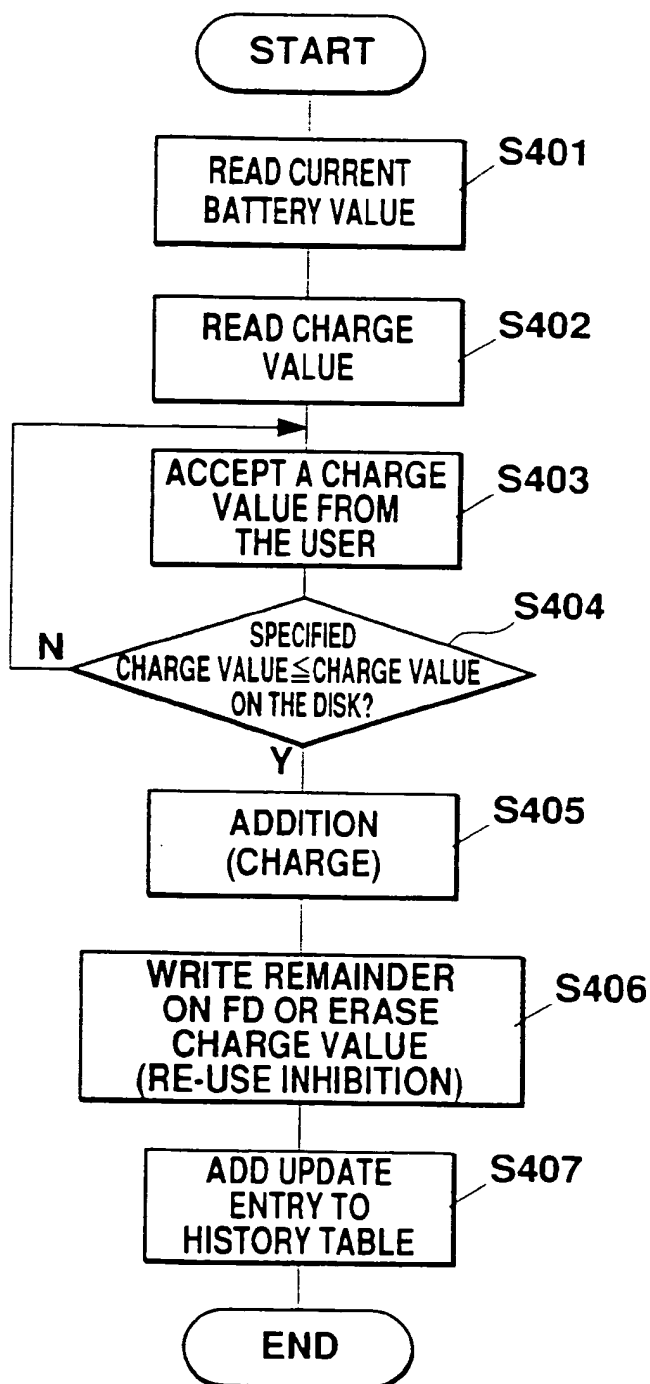 START
READ CURRENT
BATTERY VALUE
S401
READ CHARGE
VALUE
S402
ACCEPT A CHARGE
VALUE FROM
THE USER
S403
SPECIFIED
CHARGE VALUE≦CHARGE VALUE
ON THE DISK?
S404
N
Y
ADDITION
(CHARGE)
S405
WRITE REMAINDER
ON FD OR ERASE
CHARGE VALUE
(RE-USE INHIBITION)
S406
ADD UPDATE
ENTRY TO
HISTORY TABLE
S407
END